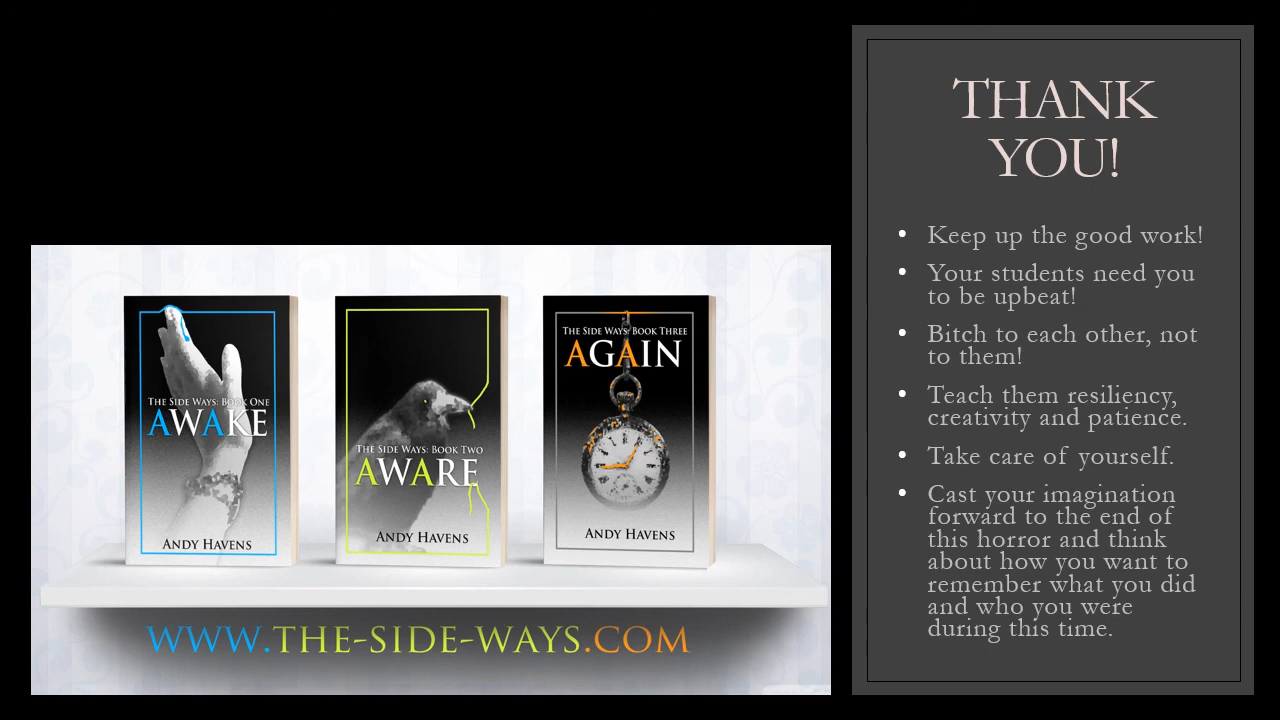 THANK
YOU!
• Keep up the good work!
• Your students need you
to be upbeat!
• Bitch to each other, not
to them!
• Teach them resiliency,
creativity and patience.
• Take care of yourself.
• Cast your imagination
forward to the end of
this horror and think
about how you want to
remember what you did
and who you were
during this time.
THE SIDE WAYS: BOOK ONE
AWAKE
ANDY HAVENS
THE SIDE WAYS: BOOK TWO
AWARE
ANDY HAVENS
THE SIDE WAYS: BOOK THREE
AGAIN
ANDY HAVENS
WWW.THE-SIDE-WAYS.COM